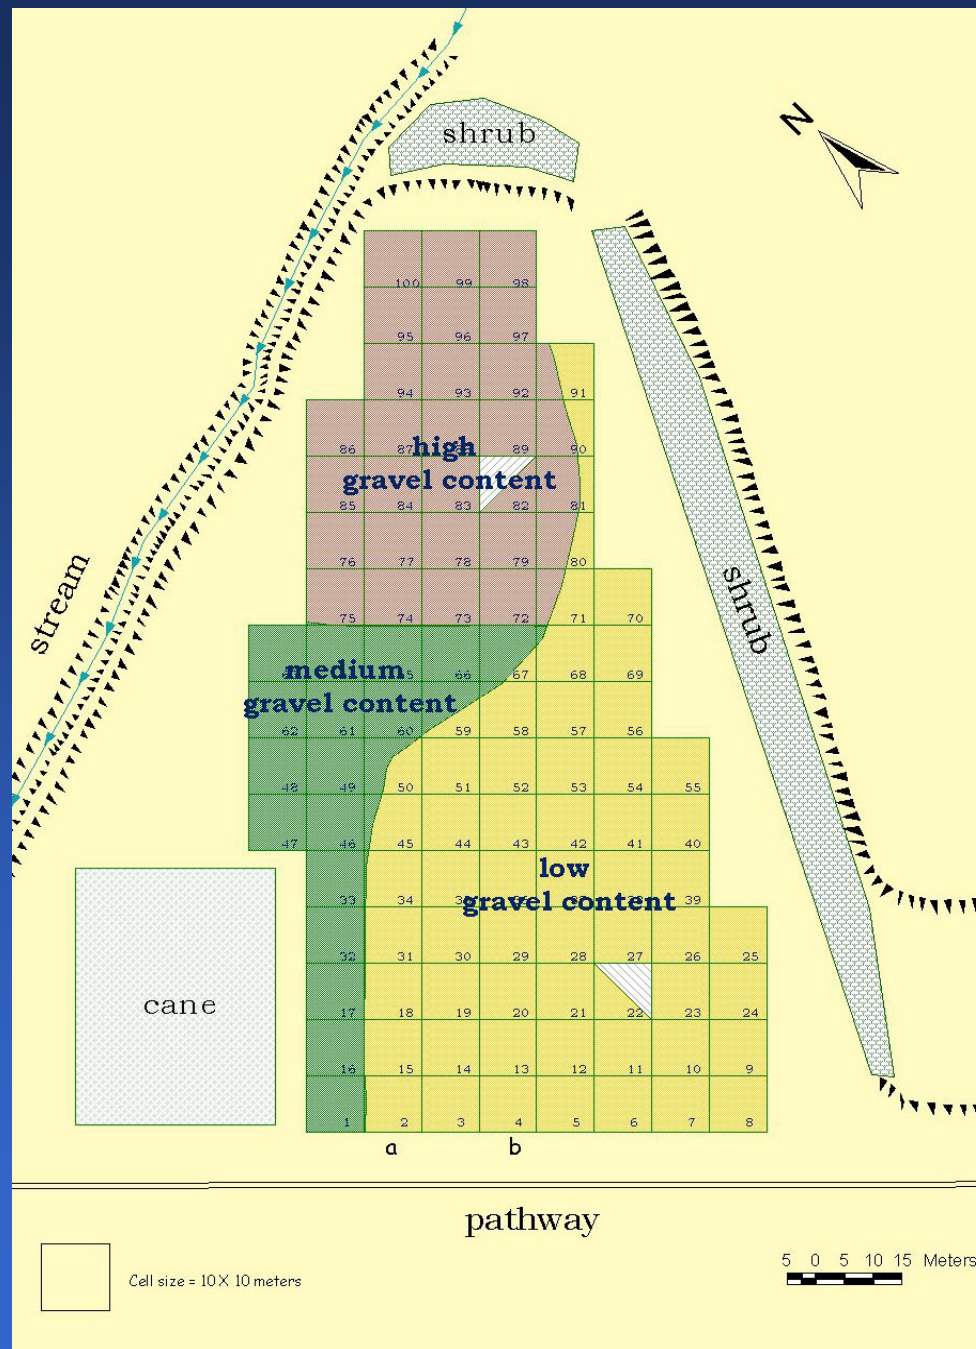 shrub
N
100 99 98
95 96 97
94 93 92 91
86 87 89 90
high
gravel content
85 84 83 82 81
76 77 78 79 80
stream
75 74 73 72 71 70
shrub
medium
66 67 68 69
gravel content
62 61 60 59 58 57 56
48 49 50 51 52 53 54 55
47 46 45 44 43 42 41 40
low
gravel content
33 34 39
32 31 30 29 28 27 26 25
cane
17 18 19 20 21 22 23 24
16 15 14 13 12 11 10 9
1 2 3 4 5 6 7 8
a b
pathway
5 0 5 10 15 Meters
Cell size = 10 X 10 meters